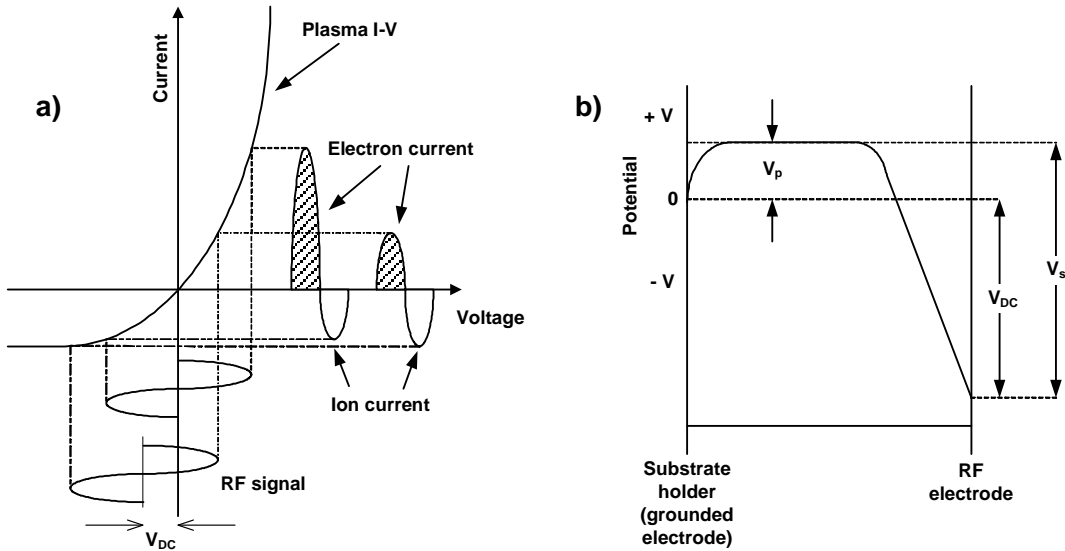 a)
Current
Plasma I-V
Electron current
Voltage
Ion current
RF signal
V_DC
b)
Potential
+ V
0
- V
V_p
V_DC
V_s
Substrate
holder
(grounded
electrode)
RF
electrode